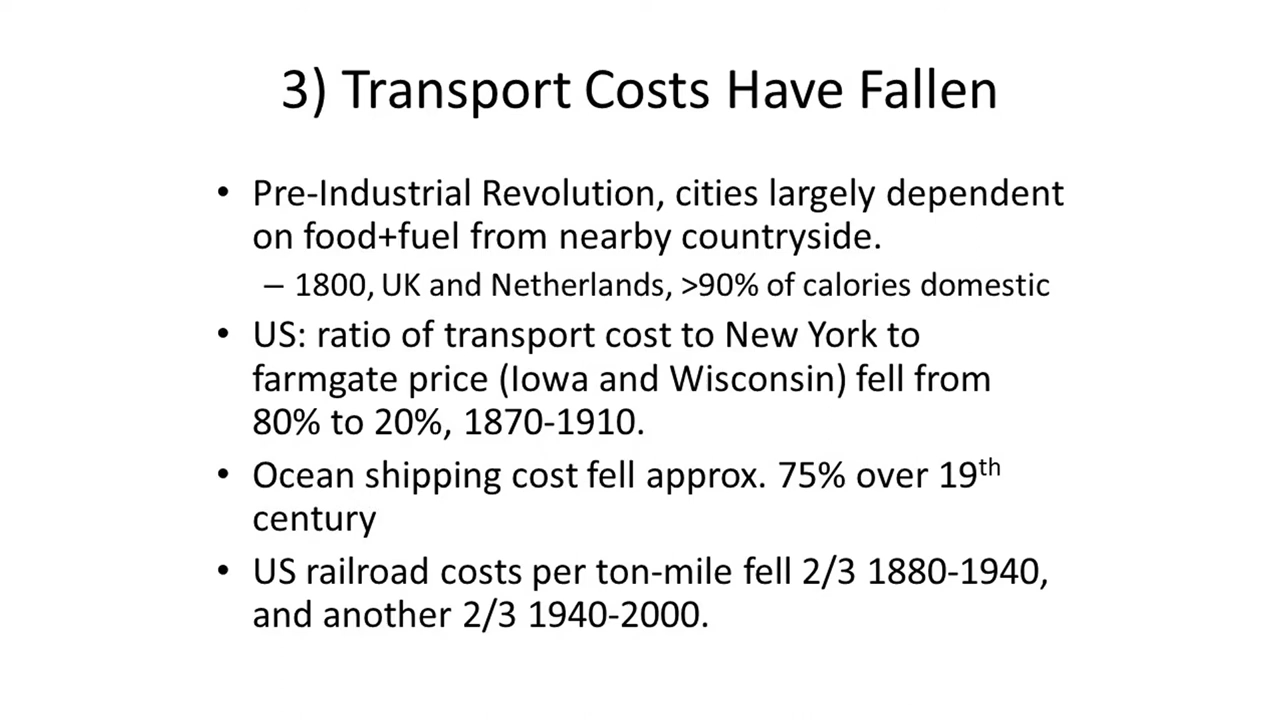 3) Transport Costs Have Fallen
• Pre-Industrial Revolution, cities largely dependent
on food+fuel from nearby countryside.
– 1800, UK and Netherlands, >90% of calories domestic
• US: ratio of transport cost to New York to
farmgate price (Iowa and Wisconsin) fell from
80% to 20%, 1870-1910.
• Ocean shipping cost fell approx. 75% over 19th
century
• US railroad costs per ton-mile fell 2/3 1880-1940,
and another 2/3 1940-2000.